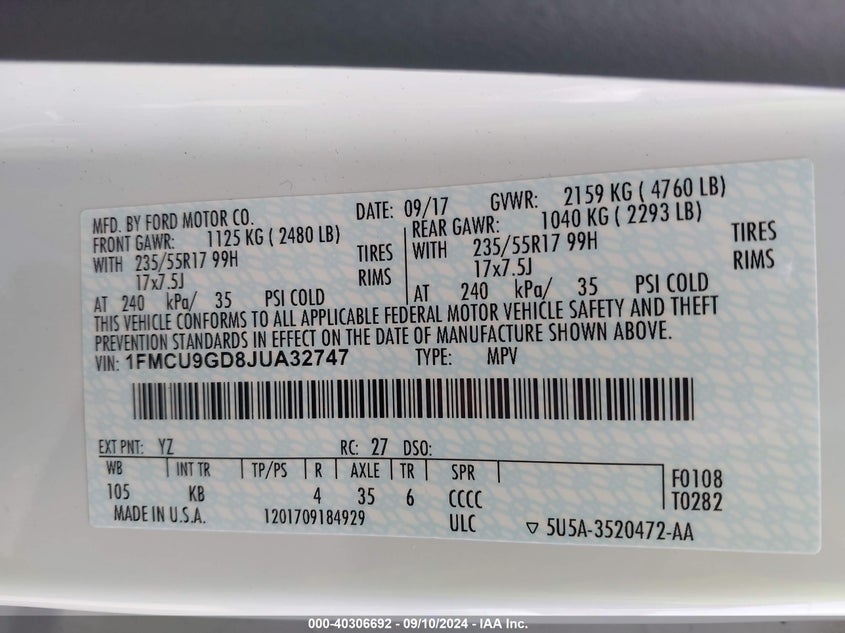 MFD. BY FORD MOTOR CO. DATE: 09/17 GVWR: 2159 KG ( 4760 LB)
FRONT GAWR: 1125 KG ( 2480 LB) REAR GAWR: 1040 KG ( 2293 LB)
WITH 235/55R17 99H TIRES WITH 235/55R17 99H TIRES
17x7.5J RIMS 17x7.5J RIMS
AT 240 kPa/ 35 PSI COLD AT 240 kPa/ 35 PSI COLD
THIS VEHICLE CONFORMS TO ALL APPLICABLE FEDERAL MOTOR VEHICLE SAFETY AND THEFT
PREVENTION STANDARDS IN EFFECT ON THE DATE OF MANUFACTURE SHOWN ABOVE.
VIN: 1FMCU9GD8JUA32747 TYPE: MPV
EXT PNT: YZ RC: 27 DSO:
WB INT TR TP/PS R AXLE TR SPR F0108
105 KB 4 35 6 CCCC T0282
MADE IN U.S.A. 1201709184929 ULC 5U5A-3520472-AA
000-40306692 - 09/10/2024 - IAA Inc.